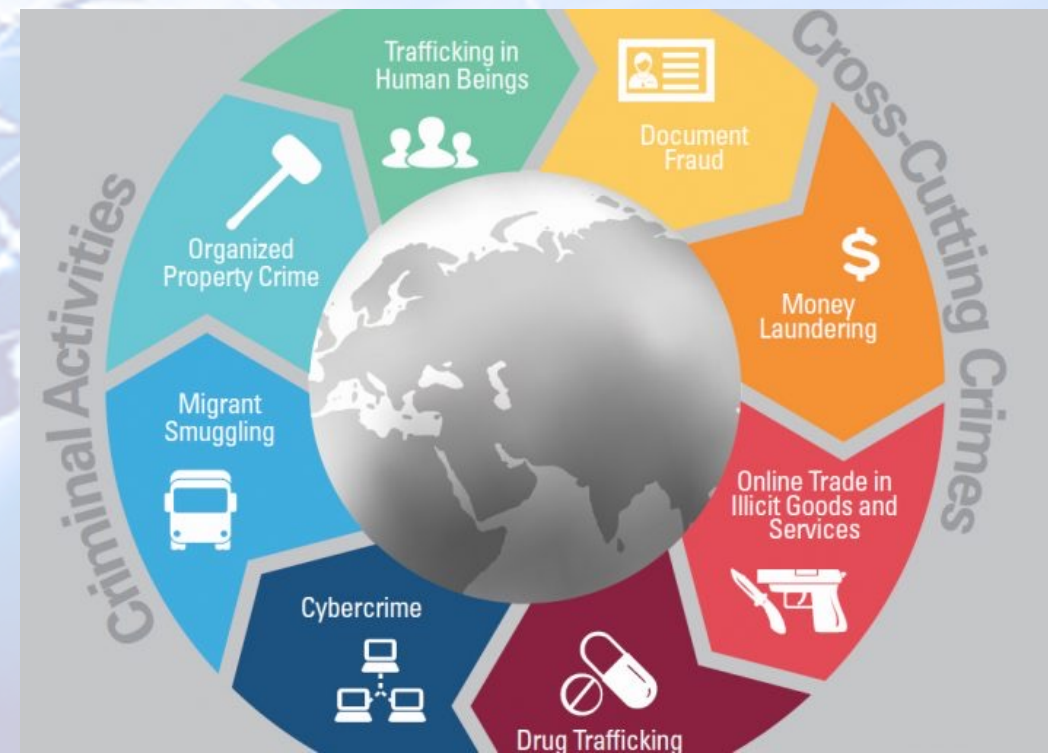 Trafficking in
Human Beings
Document
Fraud
Cross-Cutting Crimes
Organized
Property Crime
$
Money
Laundering
Criminal Activities
Migrant
Smuggling
Online Trade in
Illicit Goods and
Services
Cybercrime
Drug Trafficking